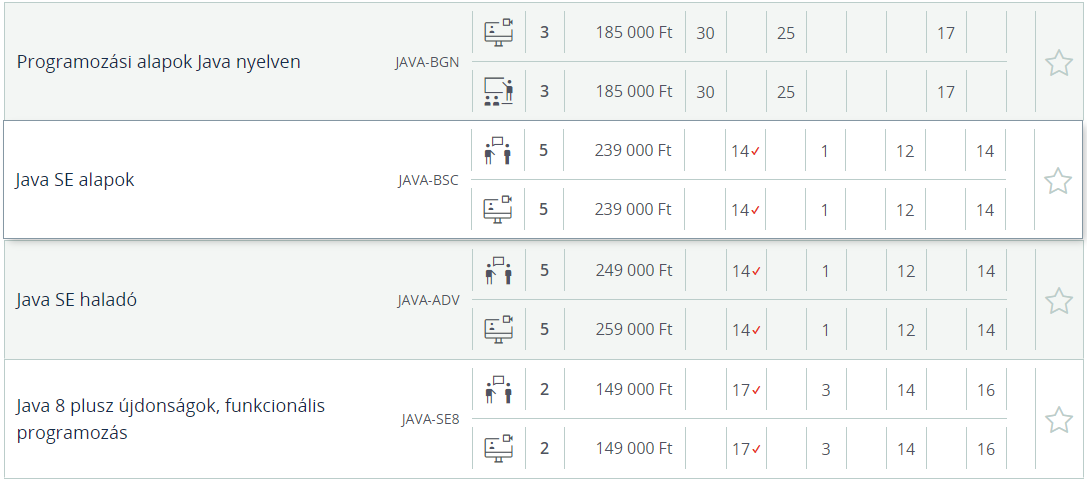 3 185 000 Ft 30 25 17
Programozási alapok Java nyelven JAVA-BGN
3 185 000 Ft 30 25 17
5 239 000 Ft 14✓ 1 12 14
Java SE alapok JAVA-BSC
5 239 000 Ft 14✓ 1 12 14
5 249 000 Ft 14✓ 1 12 14
Java SE haladó JAVA-ADV
5 259 000 Ft 14✓ 1 12 14
2 149 000 Ft 17✓ 3 14 16
Java 8 plusz újdonságok, funkcionális
programozás JAVA-SE8
2 149 000 Ft 17✓ 3 14 16